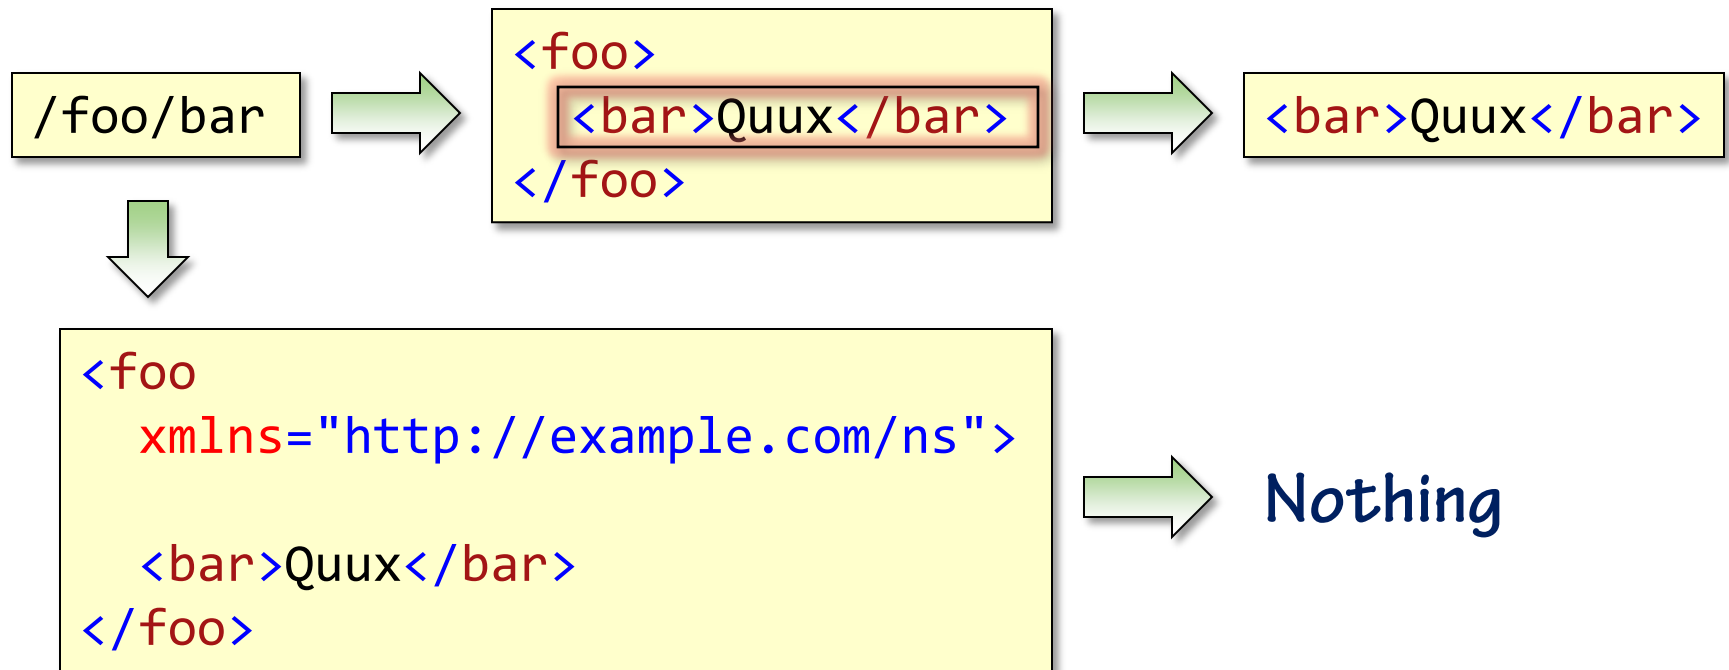 /foo/bar
<foo>
<bar>Quux</bar>
</foo>
<bar>Quux</bar>
<foo
xmlns="http://example.com/ns">
<bar>Quux</bar>
</foo>
Nothing